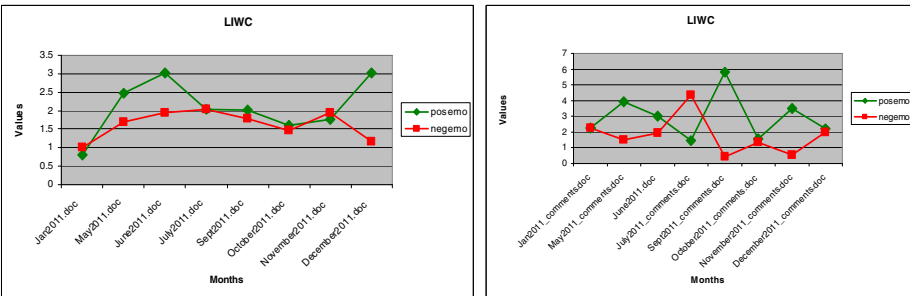 LIWC
3.5
3
2.5
2
1.5
1
0.5
0
Values
Jan2011.doc
May2011.doc
June2011.doc
July2011.doc
Sept2011.doc
October2011.doc
November2011.doc
December2011.doc
Months
posemo
negemo
LIWC
7
6
5
4
3
2
1
0
Values
Jan2011_comments.doc
May2011_comments.doc
June2011.doc
July2011_comments.doc
Sept2011_comments.doc
October2011_comments.doc
November2011_comments.doc
December2011_comments.doc
Months
posemo
negemo